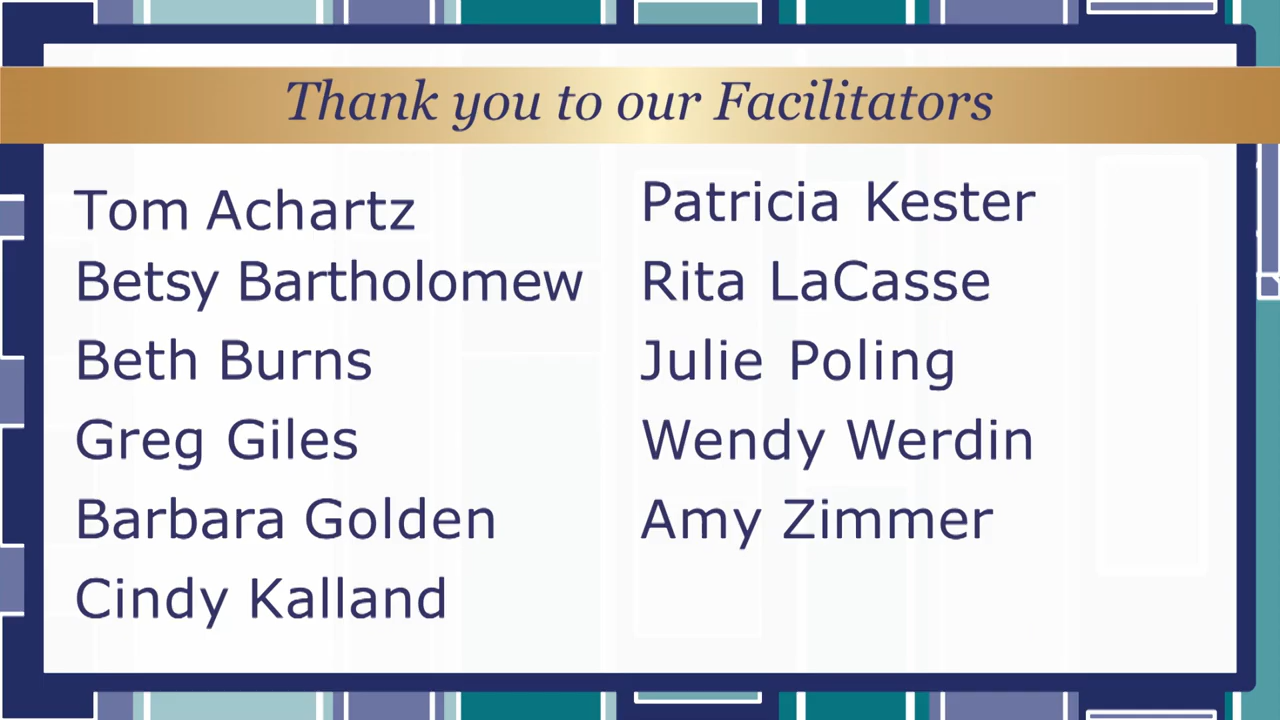 Thank you to our Facilitators
Tom Achartz
Betsy Bartholomew
Beth Burns
Greg Giles
Barbara Golden
Cindy Kalland
Patricia Kester
Rita LaCasse
Julie Poling
Wendy Werdin
Amy Zimmer